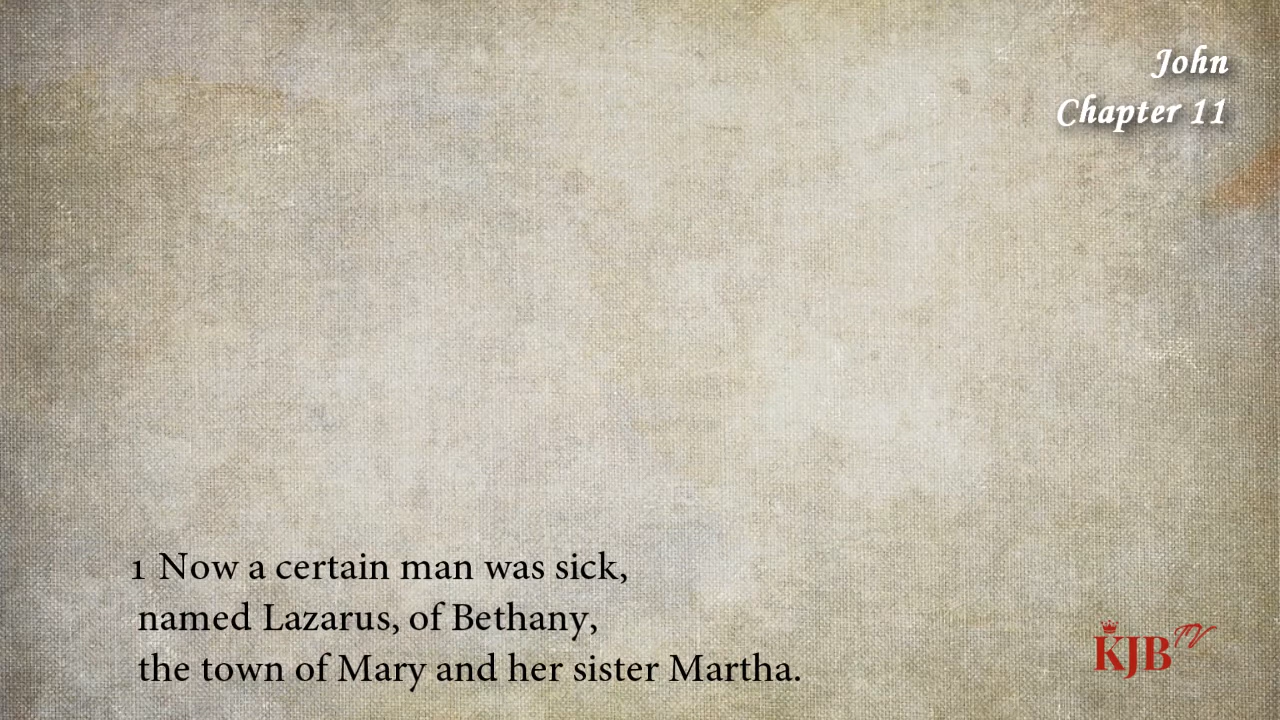 John
Chapter 11
1 Now a certain man was sick,
named Lazarus, of Bethany,
the town of Mary and her sister Martha.
KJB TV